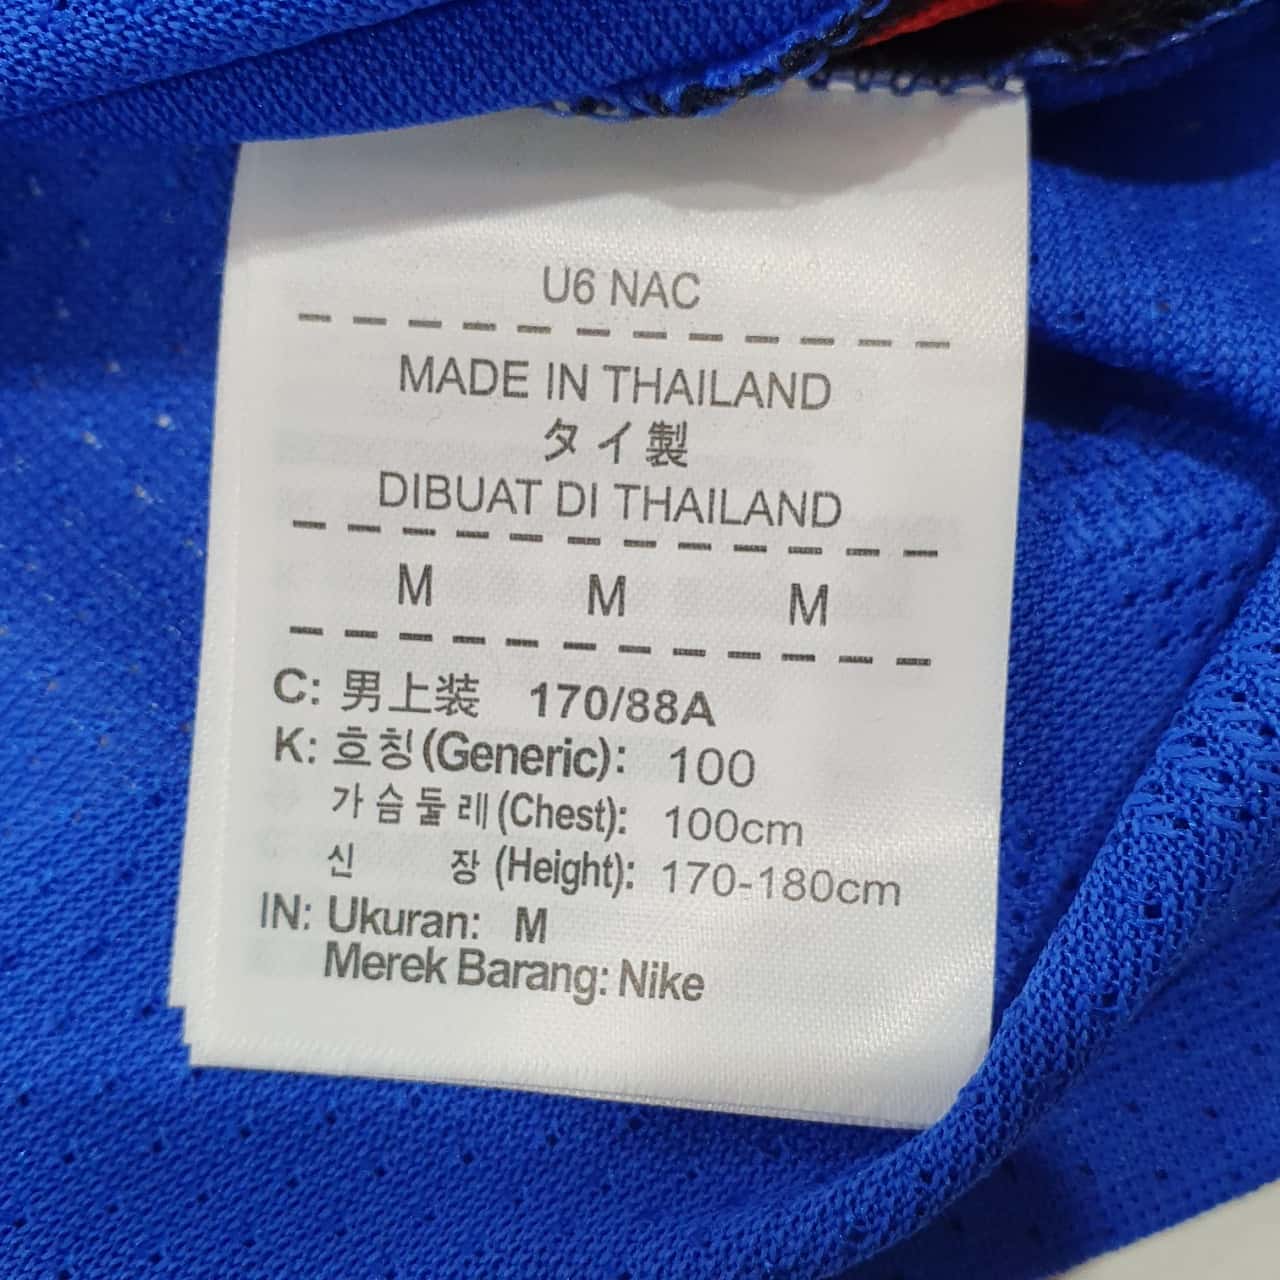 U6 NAC
MADE IN THAILAND
タイ製
DIBUAT DI THAILAND
M M M
C: 男上装 170/88A
K: 호칭(Generic): 100
가슴둘레(Chest): 100cm
신 장 (Height): 170-180cm
IN: Ukuran: M
Merek Barang: Nike